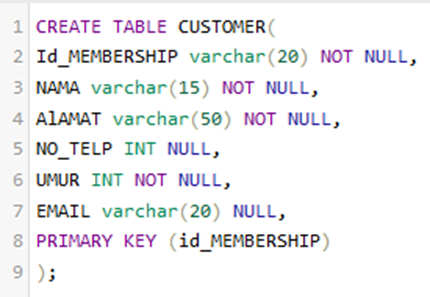 1 CREATE TABLE CUSTOMER(
2 Id_MEMBERSHIP varchar(20) NOT NULL,
3 NAMA varchar(15) NOT NULL,
4 AlAMAT varchar(50) NOT NULL,
5 NO_TELP INT NULL,
6 UMUR INT NOT NULL,
7 EMAIL varchar(20) NULL,
8 PRIMARY KEY (id_MEMBERSHIP)
9 );